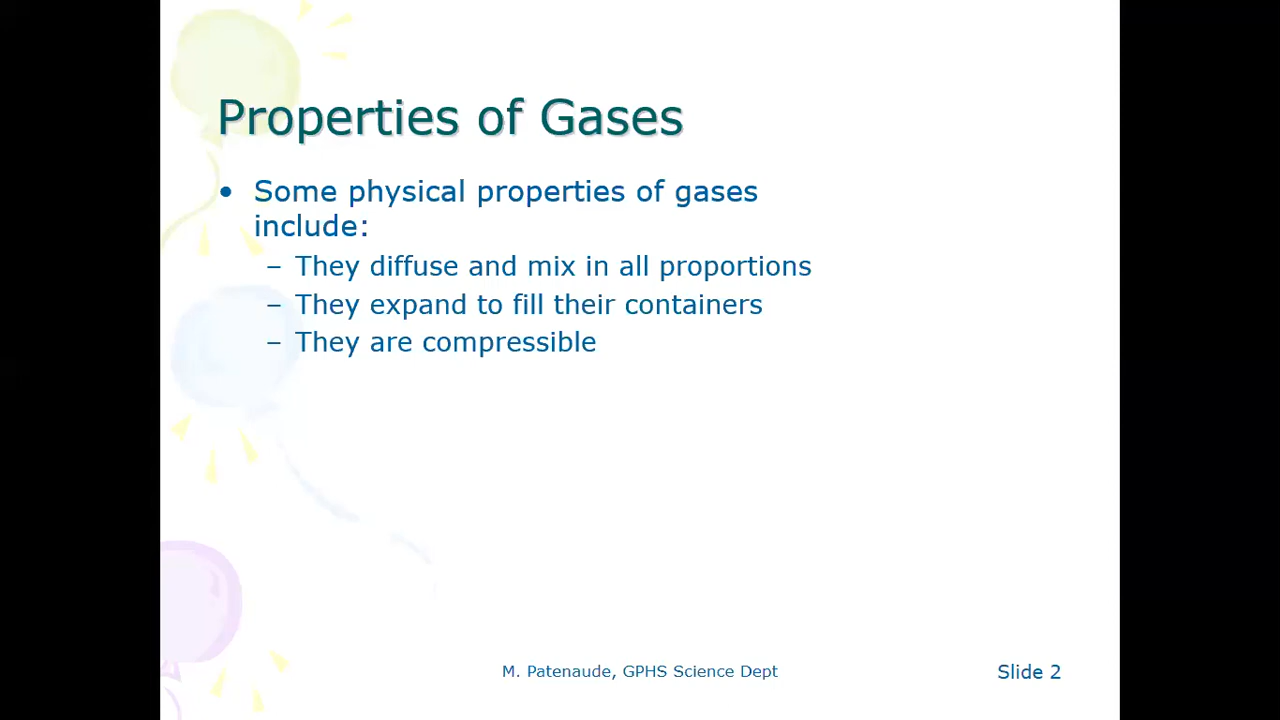 Properties of Gases
• Some physical properties of gases
include:
– They diffuse and mix in all proportions
– They expand to fill their containers
– They are compressible
M. Patenaude, GPHS Science Dept
Slide 2